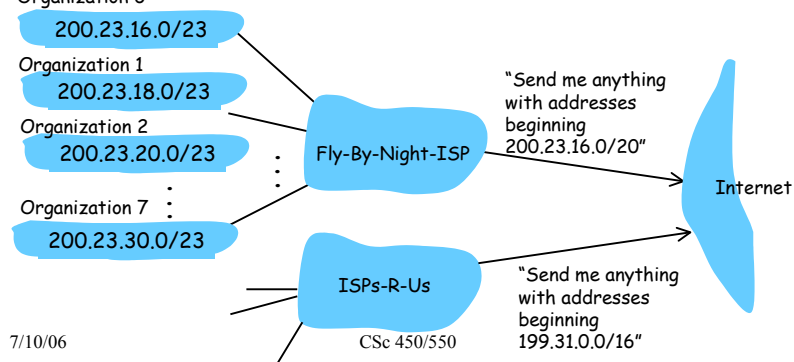 200.23.16.0/23
Organization 1
200.23.18.0/23
Organization 2
200.23.20.0/23
Organization 7
200.23.30.0/23
Fly-By-Night-ISP
“Send me anything
with addresses
beginning
200.23.16.0/20”
Internet
ISPs-R-Us
“Send me anything
with addresses
beginning
199.31.0.0/16”
7/10/06
CSc 450/550